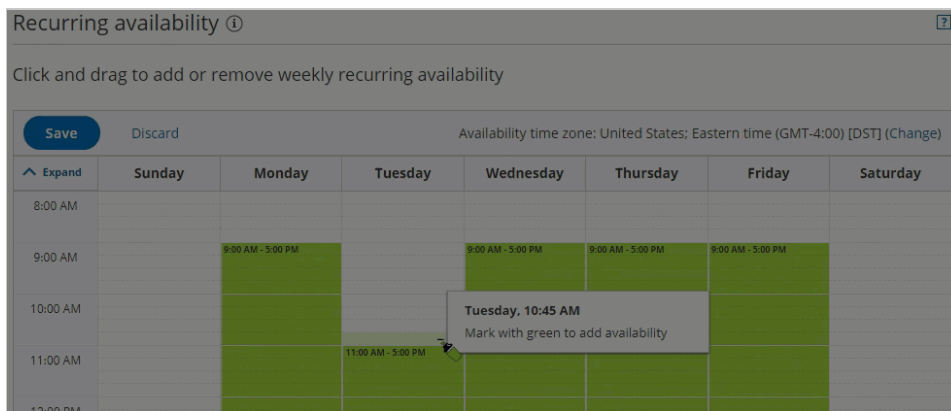 Recurring availability ⓘ
?
Click and drag to add or remove weekly recurring availability
Save Discard Availability time zone: United States; Eastern time (GMT-4:00) [DST] (Change)
Expand Sunday Monday Tuesday Wednesday Thursday Friday Saturday
8:00 AM
9:00 AM 9:00 AM - 5:00 PM 9:00 AM - 5:00 PM 9:00 AM - 5:00 PM 9:00 AM - 5:00 PM
10:00 AM
Tuesday, 10:45 AM
Mark with green to add availability
11:00 AM 11:00 AM - 5:00 PM
12:00 PM